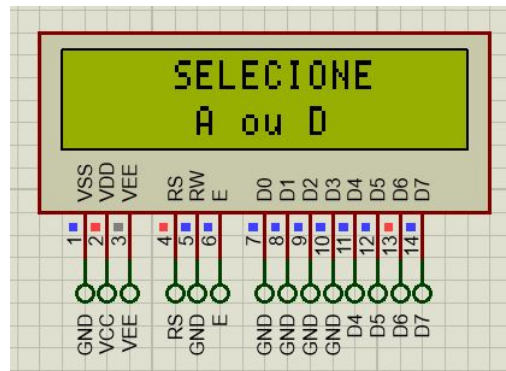 SELECIONE
A ou D
VSS VDD VEE RS RW E D0 D1 D2 D3 D4 D5 D6 D7
1 2 3 4 5 6 7 8 9 10 11 12 13 14
GND VCC VEE RS GND E GND GND GND GND D4 D5 D6 D7